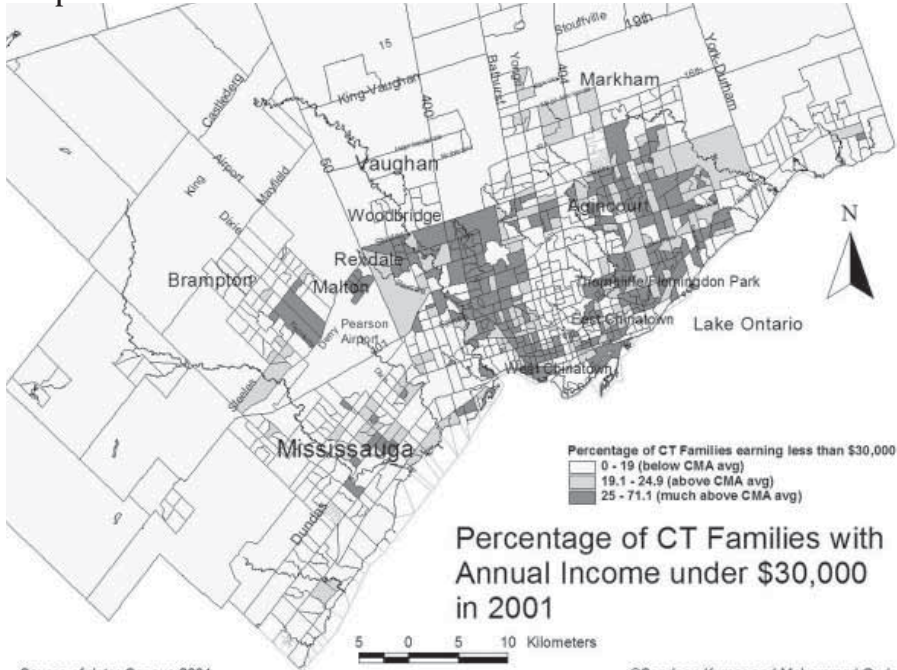 Stouffville
19th
15
404
York-Durham
Castlederg
King-Vaughan
400
Bathurst
Yonge
Markham
16th
50
Vaughan
Airport
King
Mayfield
Dixie
Woodbridge
Agincourt
N
Rexdale
Brampton
Malton
Thorncliffe/Flemingdon Park
Pearson
Airport
Derry
East Chinatown
Lake Ontario
West Chinatown
Steeles
Mississauga
Dundas
Percentage of CT Families earning less than $30,000
0 - 19 (below CMA avg)
19.1 - 24.9 (above CMA avg)
25 - 71.1 (much above CMA avg)
Percentage of CT Families with
Annual Income under $30,000
in 2001
5 0 5 10 Kilometers